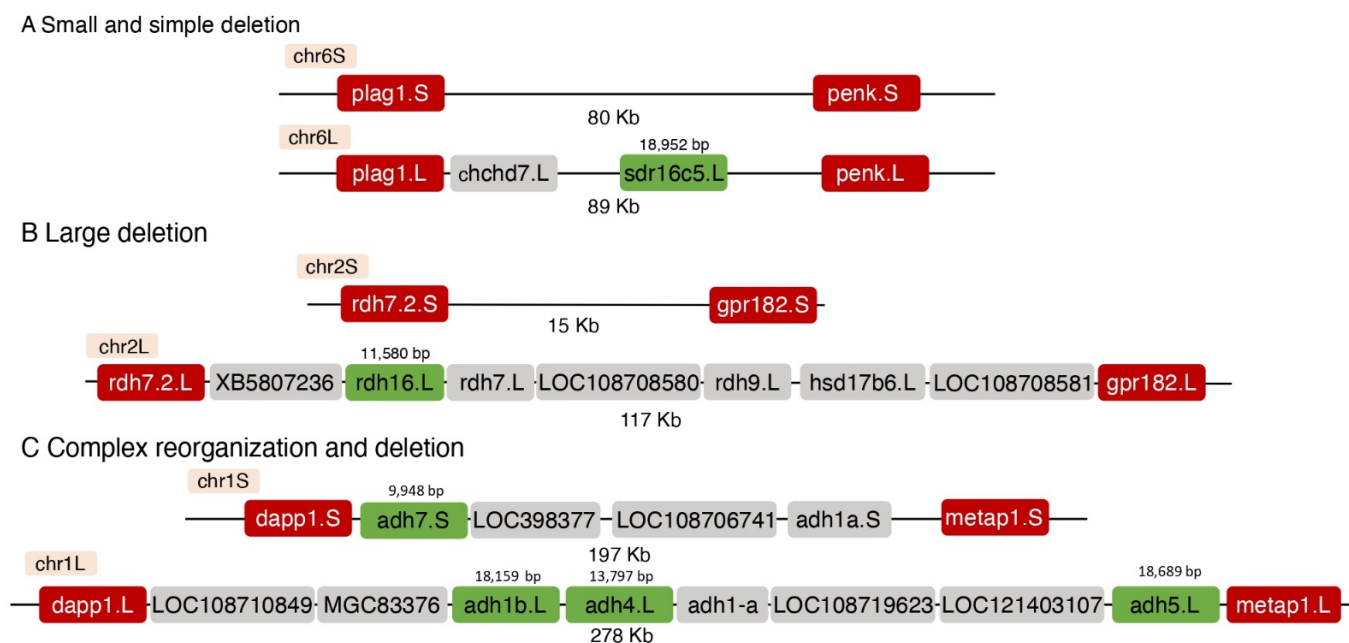 A Small and simple deletion
chr6S
plag1.S penk.S
80 Kb
chr6L
18,952 bp
plag1.L chchd7.L sdr16c5.L penk.L
89 Kb
B Large deletion
chr2S
rdh7.2.S gpr182.S
15 Kb
chr2L
11,580 bp
rdh7.2.L XB5807236 rdh16.L rdh7.L LOC108708580 rdh9.L hsd17b6.L LOC108708581 gpr182.L
117 Kb
C Complex reorganization and deletion
chr1S
9,948 bp
dapp1.S adh7.S LOC398377 LOC108706741 adh1a.S metap1.S
197 Kb
chr1L
18,159 bp 13,797 bp 18,689 bp
dapp1.L LOC108710849 MGC83376 adh1b.L adh4.L adh1-a LOC108719623 LOC121403107 adh5.L metap1.L
278 Kb